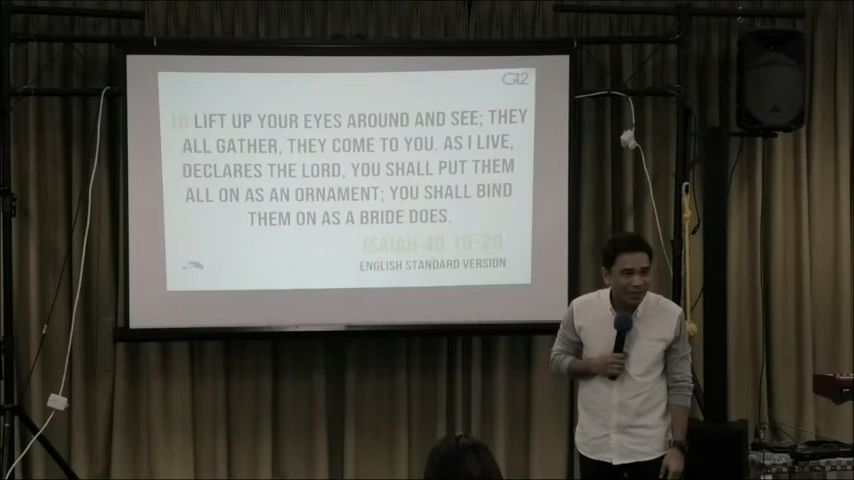 G12
18 LIFT UP YOUR EYES AROUND AND SEE; THEY
ALL GATHER, THEY COME TO YOU. AS I LIVE,
DECLARES THE LORD, YOU SHALL PUT THEM
ALL ON AS AN ORNAMENT; YOU SHALL BIND
THEM ON AS A BRIDE DOES.
ISAIAH 49:18-20
ENGLISH STANDARD VERSION